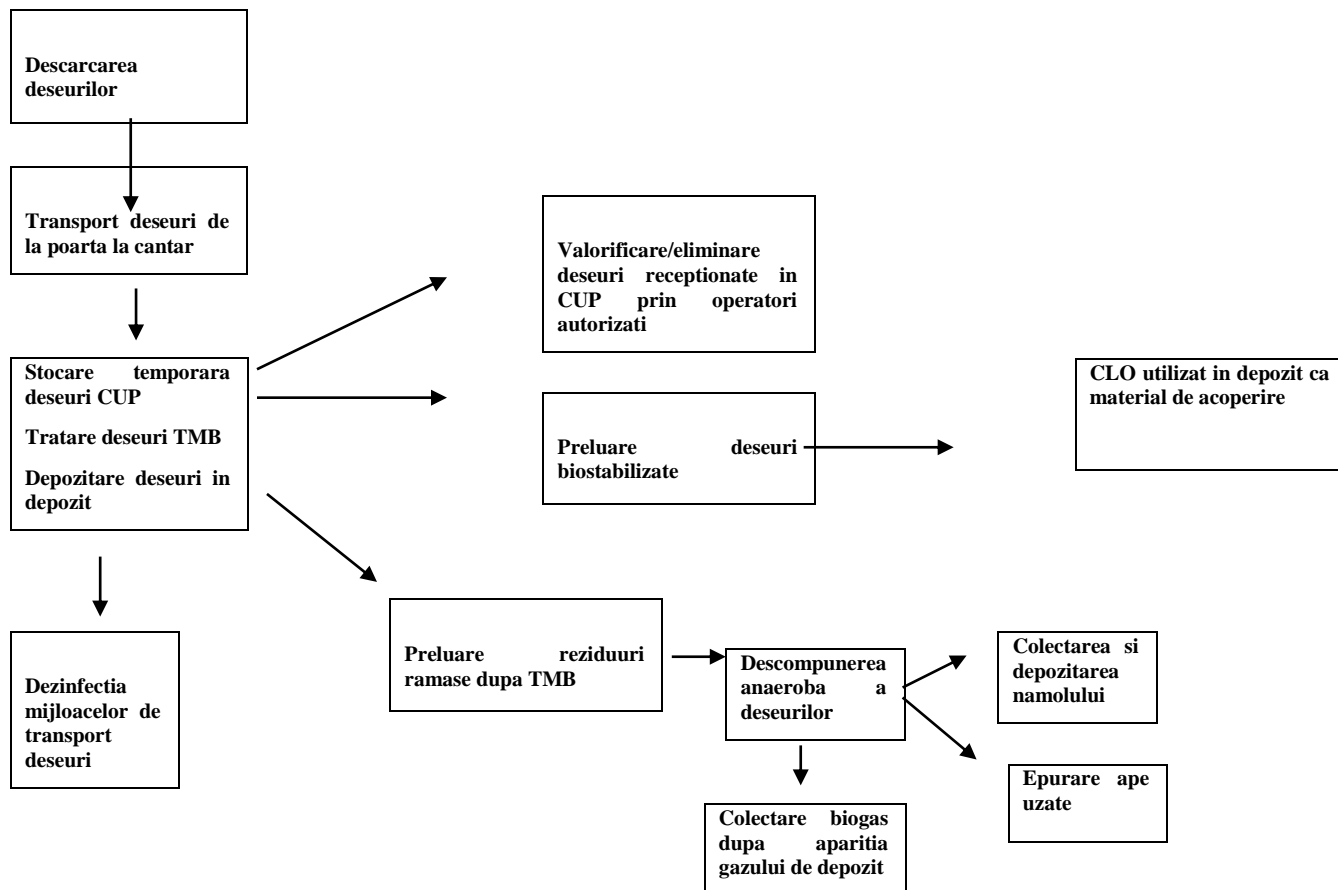 Descarcarea
deseurilor
Transport deseuri de
la poarta la cantar
Valorificare/eliminare
deseuri receptionate in
CUP prin operatori
autorizati
Stocare temporara
deseuri CUP
Tratare deseuri TMB
Depozitare deseuri in
depozit
CLO utilizat in depozit ca
material de acoperire
Preluare deseuri
biostabilizate
Preluare reziduuri
ramase dupa TMB
Descompunerea
anaeroba a
deseurilor
Colectarea si
depozitarea
namolului
Dezinfectia
mijloacelor de
transport
deseuri
Epurare ape
uzate
Colectare biogas
dupa aparitia
gazului de depozit